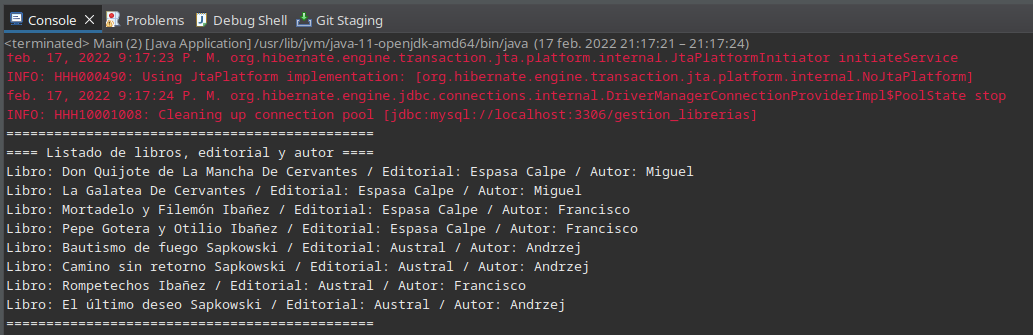 Console Problems Debug Shell Git Staging
<terminated> Main (2) [Java Application] /usr/lib/jvm/java-11-openjdk-amd64/bin/java (17 feb. 2022 21:17:21 – 21:17:24)
feb. 17, 2022 9:17:23 P. M. org.hibernate.engine.transaction.jta.platform.internal.JtaPlatformInitiator initiateService
INFO: HHH000490: Using JtaPlatform implementation: [org.hibernate.engine.transaction.jta.platform.internal.NoJtaPlatform]
feb. 17, 2022 9:17:24 P. M. org.hibernate.engine.jdbc.connections.internal.DriverManagerConnectionProviderImpl$PoolState stop
INFO: HHH10001008: Cleaning up connection pool [jdbc:mysql://localhost:3306/gestion_librerias]
==============================================
==== Listado de libros, editorial y autor ====
Libro: Don Quijote de La Mancha De Cervantes / Editorial: Espasa Calpe / Autor: Miguel
Libro: La Galatea De Cervantes / Editorial: Espasa Calpe / Autor: Miguel
Libro: Mortadelo y Filemón Ibañez / Editorial: Espasa Calpe / Autor: Francisco
Libro: Pepe Gotera y Otilio Ibañez / Editorial: Espasa Calpe / Autor: Francisco
Libro: Bautismo de fuego Sapkowski / Editorial: Austral / Autor: Andrzej
Libro: Camino sin retorno Sapkowski / Editorial: Austral / Autor: Andrzej
Libro: Rompetechos Ibañez / Editorial: Austral / Autor: Francisco
Libro: El último deseo Sapkowski / Editorial: Austral / Autor: Andrzej
==============================================